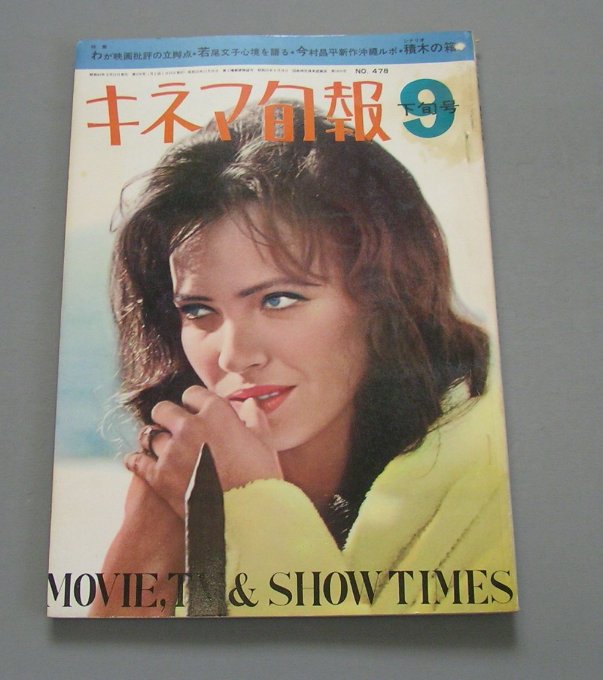 特集 シナリオ
わが映画批評の立脚点・若尾文子心境を語る・今村昌平新作沖縄ルポ・積木の箱
NO. 478
キネマ旬報 9 下旬号
MOVIE, TV & SHOW TIMES